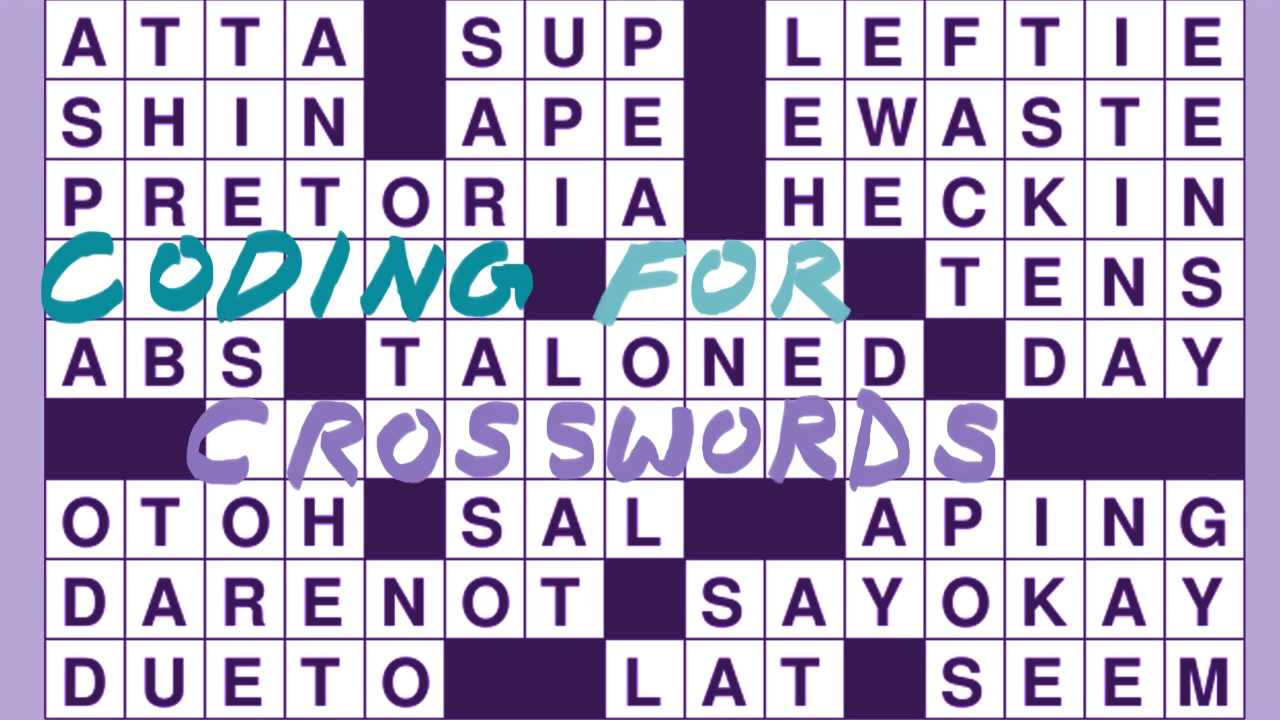 ATTA SUP LEFTIE
SHIN APE EWASTE
PRETORIA HECKIN
CODING FOR TENS
ABS TALONED DAY
CROSSWORDS
OTOH SAL APING
DARENOT SAYOKAY
DUETO LAT SEEM